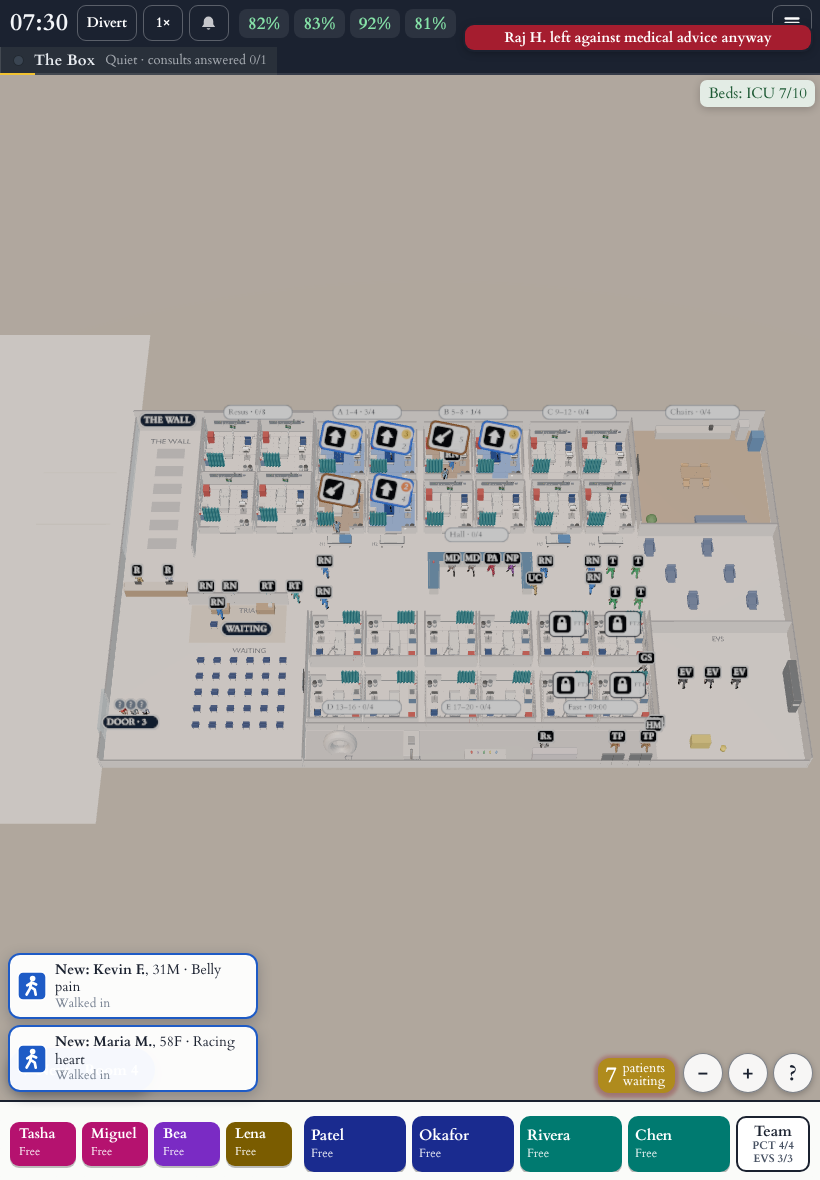 07:30
Divert
1×
82%
83%
92%
81%
Raj H. left against medical advice anyway
The Box
Quiet · consults answered 0/1
Beds: ICU 7/10
THE WALL
THE WALL
Resus · 0/8
A 1–4 · 3/4
B 5–8 · 1/4
C 9–12 · 0/4
Chairs · 0/4
RN
Hall · 0/4
R
R
RN
RN
RT
RT
RN
RN
RN
MD
MD
PA
NP
UC
RN
RN
RN
T
T
T
T
WAITING
WAITING
EVS
GS
EV
EV
EV
D 13–16 · 0/4
E 17–20 · 0/4
Fast · 09:00
DOOR · 3
HM
Rx
TP
TP
New: Kevin F., 31M · Belly
pain
Walked in
New: Maria M., 58F · Racing
heart
Walked in
7
patients
waiting
−
+
?
Tasha
Free
Miguel
Free
Bea
Free
Lena
Free
Patel
Free
Okafor
Free
Rivera
Free
Chen
Free
Team
PCT 4/4
EVS 3/3